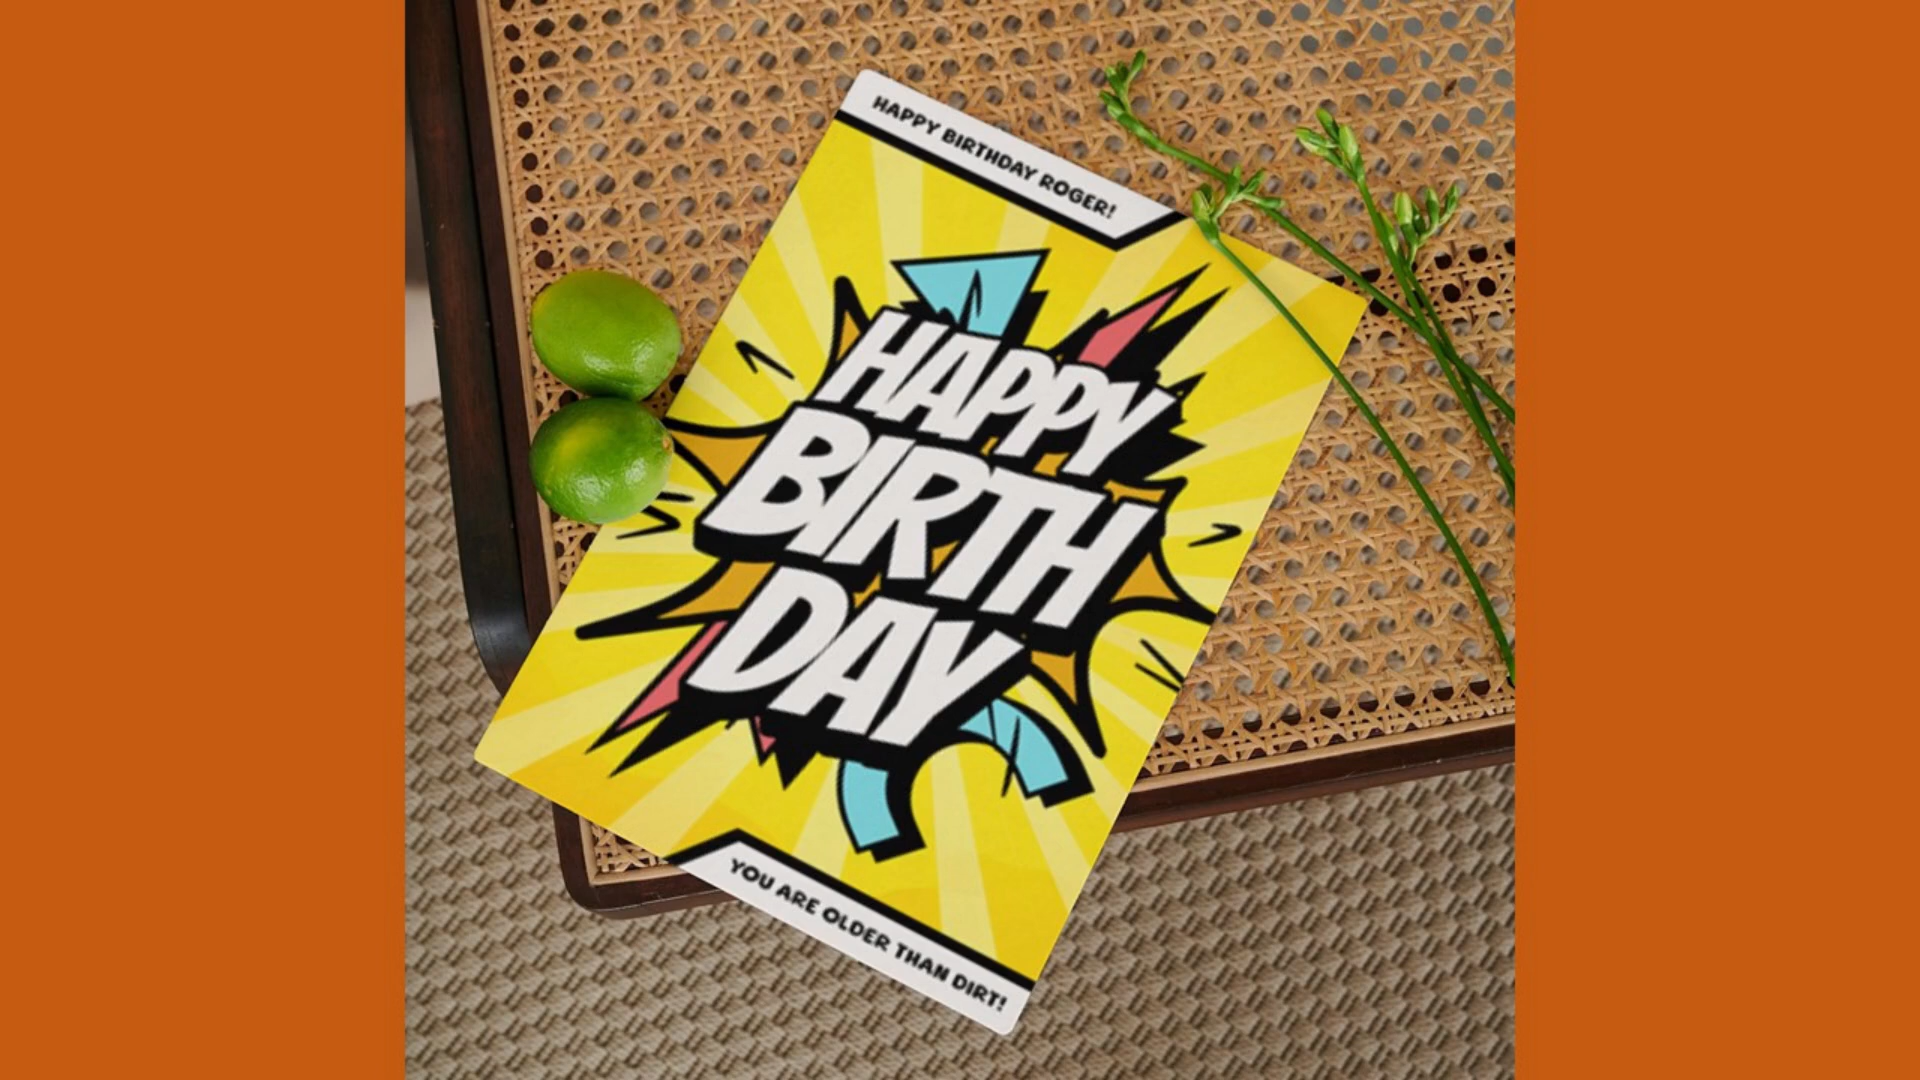 HAPPY BIRTHDAY ROGER!
HAPPY
BIRTH
DAY
YOU ARE OLDER THAN DIRT!